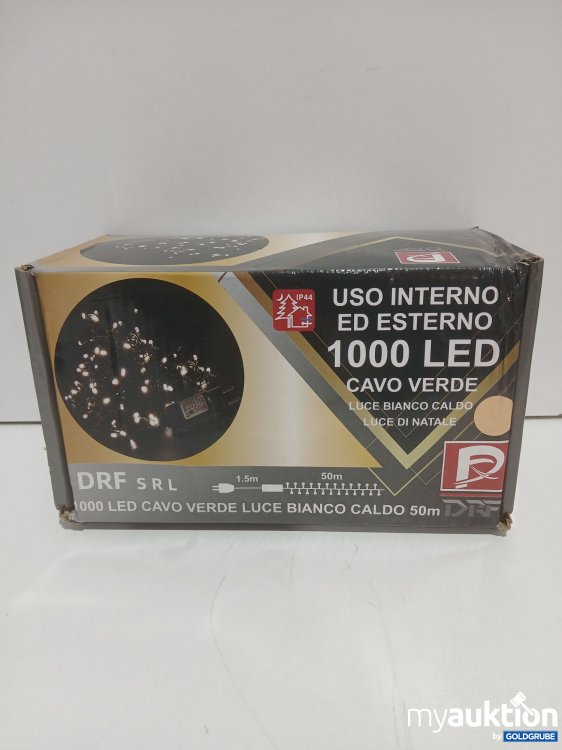 IP44
USO INTERNO
ED ESTERNO
1000 LED
CAVO VERDE
LUCE BIANCO CALDO
LUCE DI NATALE
DRF SRL
1.5m
50m
DRF
000 LED CAVO VERDE LUCE BIANCO CALDO 50m
myauktion
by GOLDGRUBE